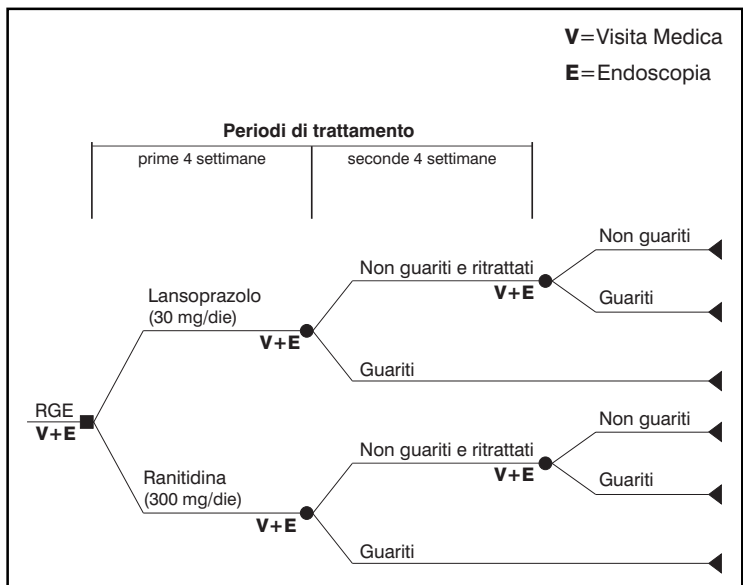 V=Visita Medica
E=Endoscopia
Periodi di trattamento
prime 4 settimane
seconde 4 settimane
Non guariti
Non guariti e ritrattati
V+E
Guariti
Lansoprazolo
(30 mg/die)
V+E
Guariti
RGE
V+E
Non guariti
Non guariti e ritrattati
V+E
Guariti
Ranitidina
(300 mg/die)
V+E
Guariti